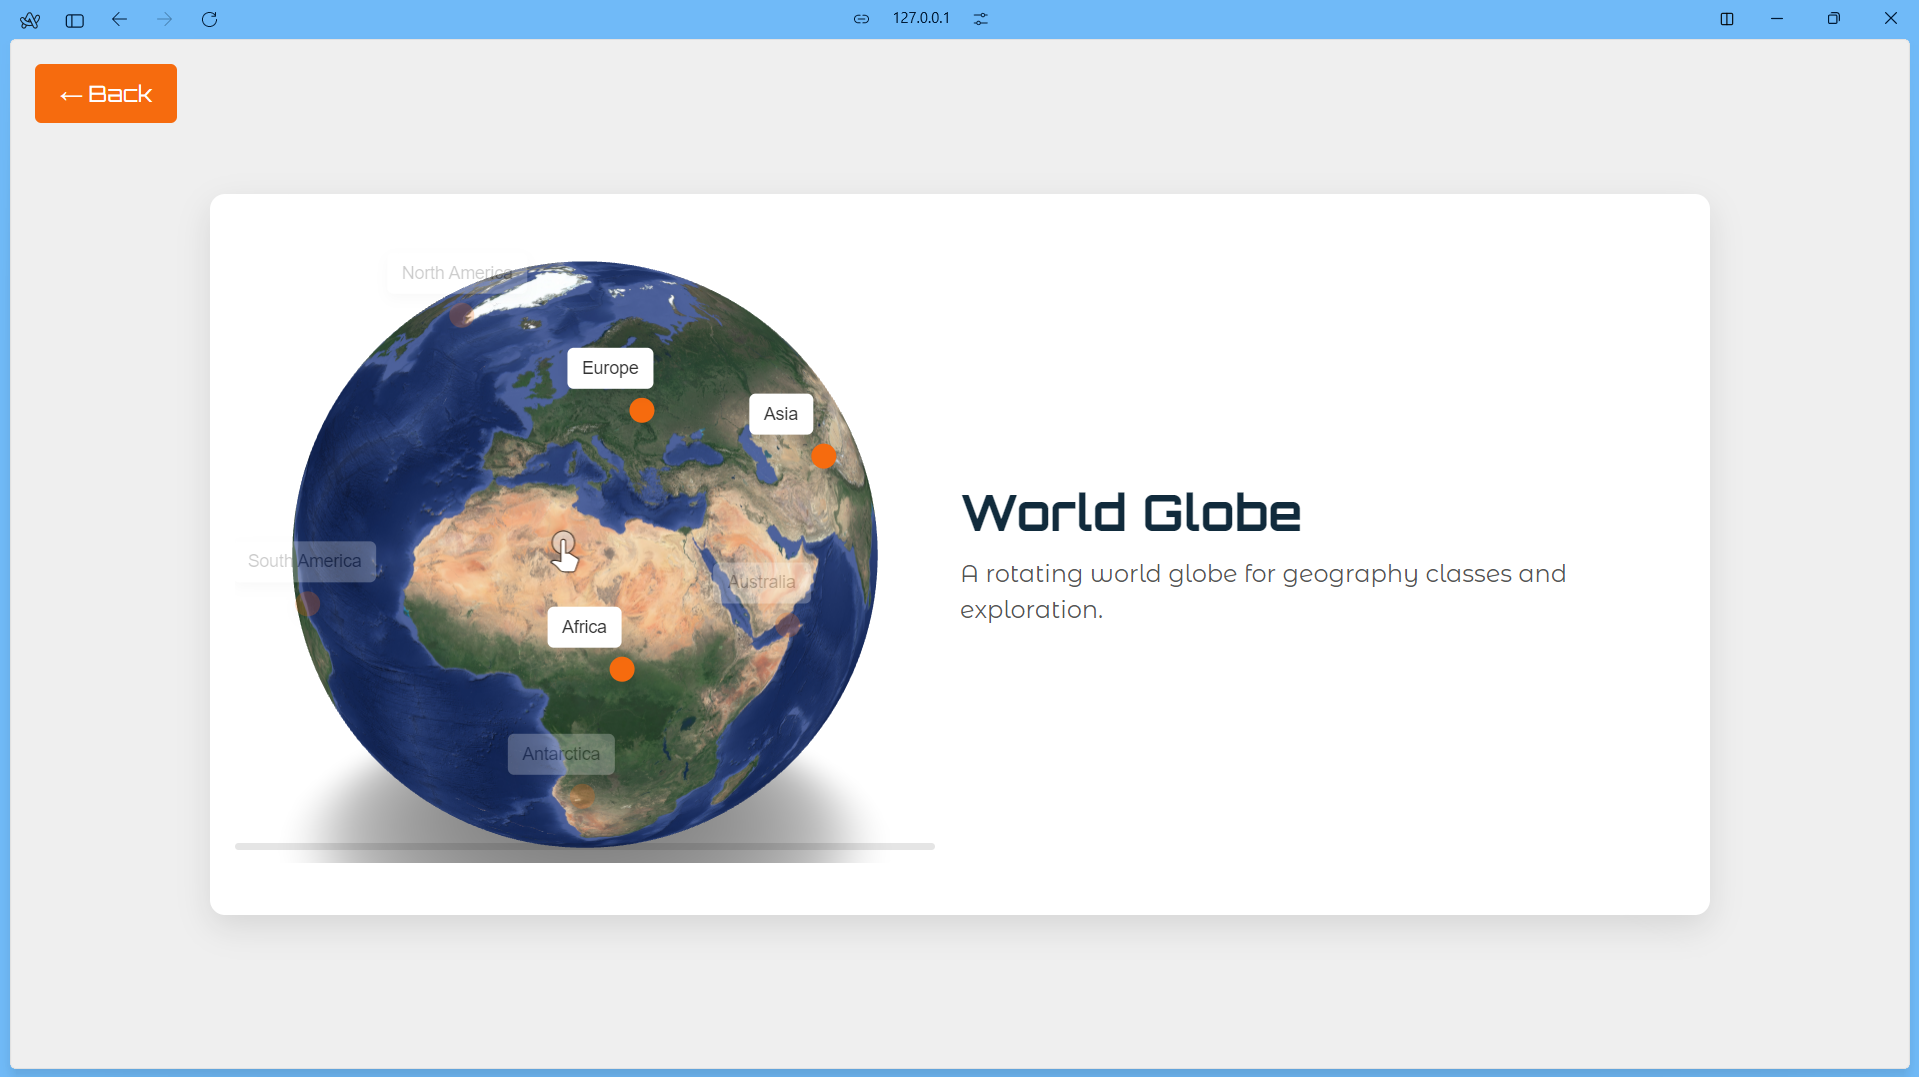 127.0.0.1
← Back
North America
Europe
Asia
South America
Australia
Africa
Antarctica
World Globe
A rotating world globe for geography classes and
exploration.